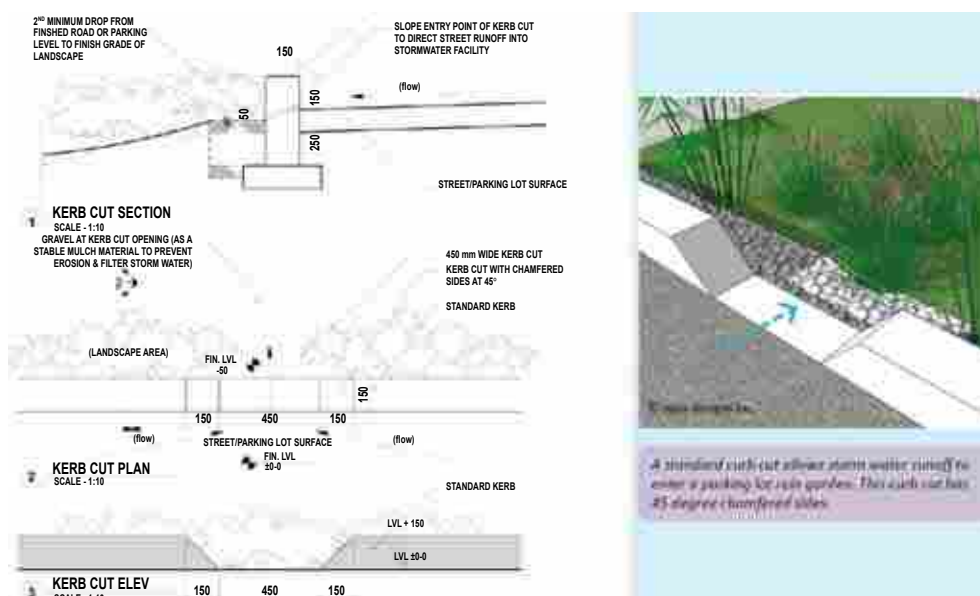 2ND MINIMUM DROP FROM
FINSHED ROAD OR PARKING
LEVEL TO FINISH GRADE OF
LANDSCAPE
SLOPE ENTRY POINT OF KERB CUT
TO DIRECT STREET RUNOFF INTO
STORMWATER FACILITY
150
(flow)
150
50
250
STREET/PARKING LOT SURFACE
1 KERB CUT SECTION
SCALE - 1:10
GRAVEL AT KERB CUT OPENING (AS A
STABLE MULCH MATERIAL TO PREVENT
EROSION & FILTER STORM WATER)
450 mm WIDE KERB CUT
KERB CUT WITH CHAMFERED
SIDES AT 45°
STANDARD KERB
(LANDSCAPE AREA)
FIN. LVL
-50
150
150 450 150
(flow) STREET/PARKING LOT SURFACE (flow)
FIN. LVL
±0-0
2 KERB CUT PLAN
SCALE - 1:10
STANDARD KERB
LVL + 150
LVL ±0-0
3 KERB CUT ELEV
SCALE - 1:10
150 450 150
A standard curb cut allows storm water runoff to
enter a parking lot rain garden. This curb cut has
45 degree chamfered sides.